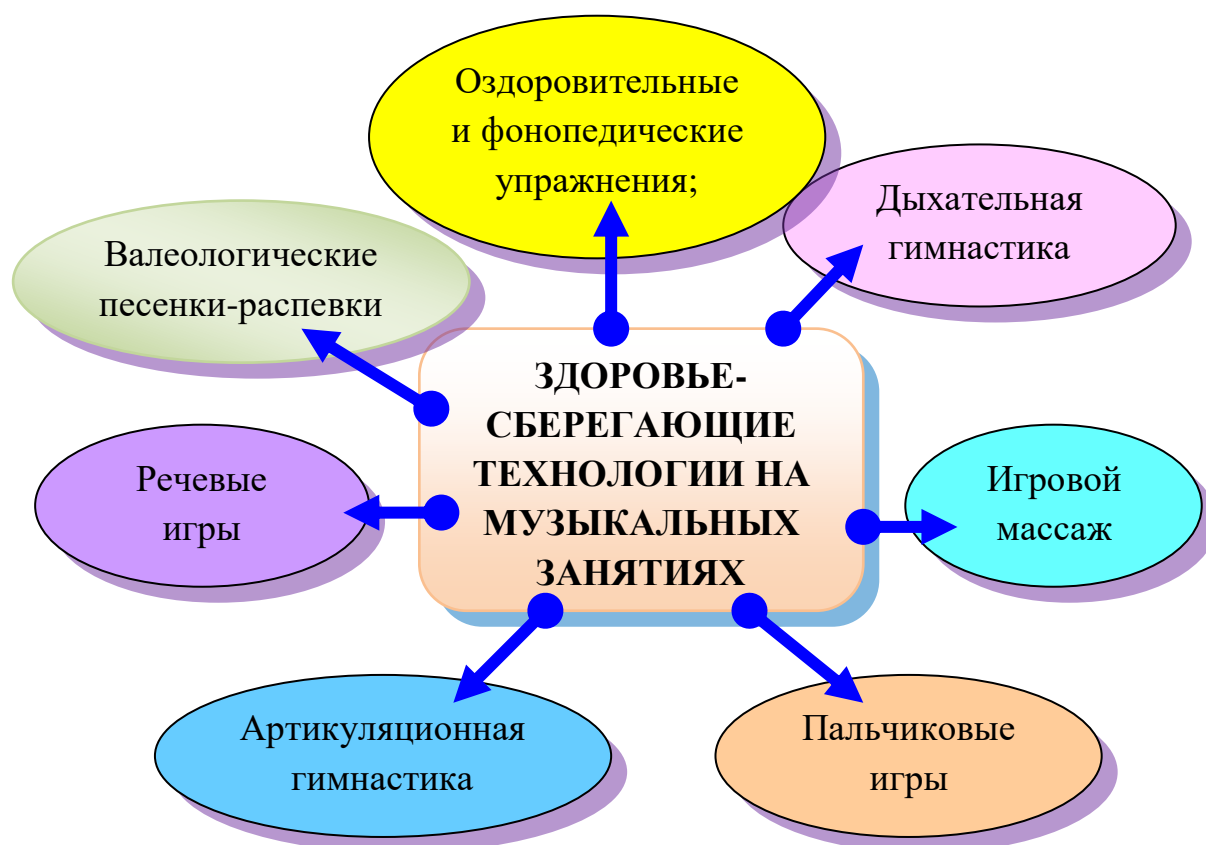 Оздоровительные
и фонопедические
упражнения;
Дыхательная
гимнастика
Валеологические
песенки-распевки
ЗДОРОВЬЕ-
СБЕРЕГАЮЩИЕ
ТЕХНОЛОГИИ НА
МУЗЫКАЛЬНЫХ
ЗАНЯТИЯХ
Речевые
игры
Игровой
массаж
Артикуляционная
гимнастика
Пальчиковые
игры